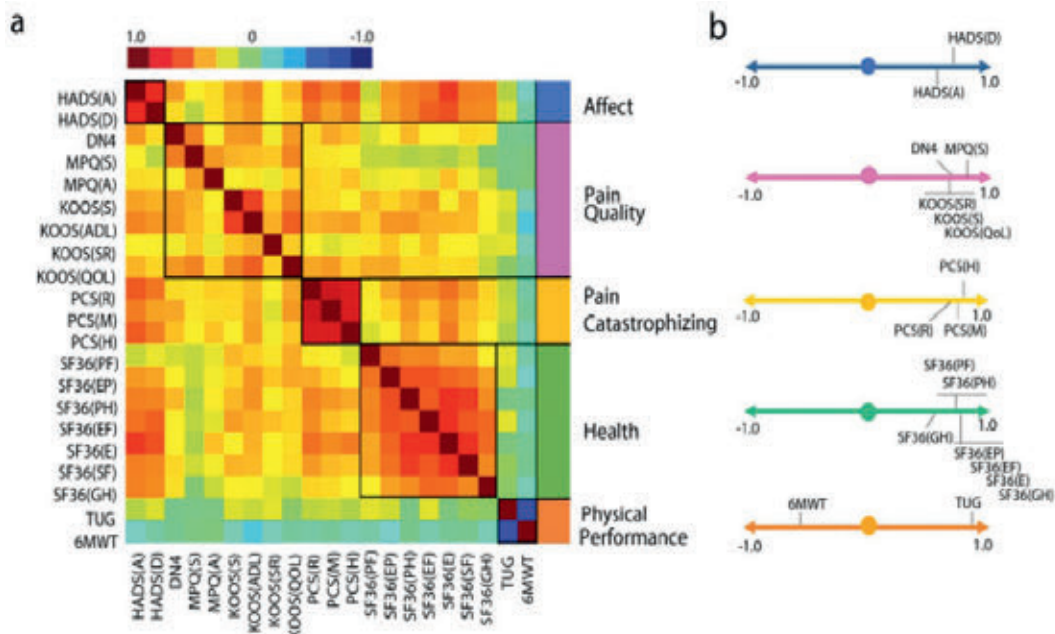 a
1.0 0 -1.0
HADS(A)
HADS(D)
DN4
MPQ(S)
MPQ(A)
KOOS(S)
KOOS(ADL)
KOOS(SR)
KOOS(QOL)
PCS(R)
PCS(M)
PCS(H)
SF36(PF)
SF36(EP)
SF36(PH)
SF36(EF)
SF36(E)
SF36(SF)
SF36(GH)
TUG
6MWT
Affect
Pain
Quality
Pain
Catastrophizing
Health
Physical
Performance
HADS(A)
HADS(D)
DN4
MPQ(S)
MPQ(A)
KOOS(S)
KOOS(ADL)
KOOS(SR)
KOOS(QOL)
PCS(R)
PCS(M)
PCS(H)
SF36(PF)
SF36(EP)
SF36(PH)
SF36(EF)
SF36(E)
SF36(SF)
SF36(GH)
TUG
6MWT
b
HADS(D)
-1.0 1.0
HADS(A)
DN4 MPQ(S)
-1.0 1.0
KOOS(SR)
KOOS(S)
KOOS(QoL)
PCS(H)
-1.0 1.0
PCS(R) PCS(M)
SF36(PF)
SF36(PH)
-1.0 1.0
SF36(GH)
SF36(EP)
SF36(EF)
SF36(E)
SF36(GH)
6MWT TUG
-1.0 1.0